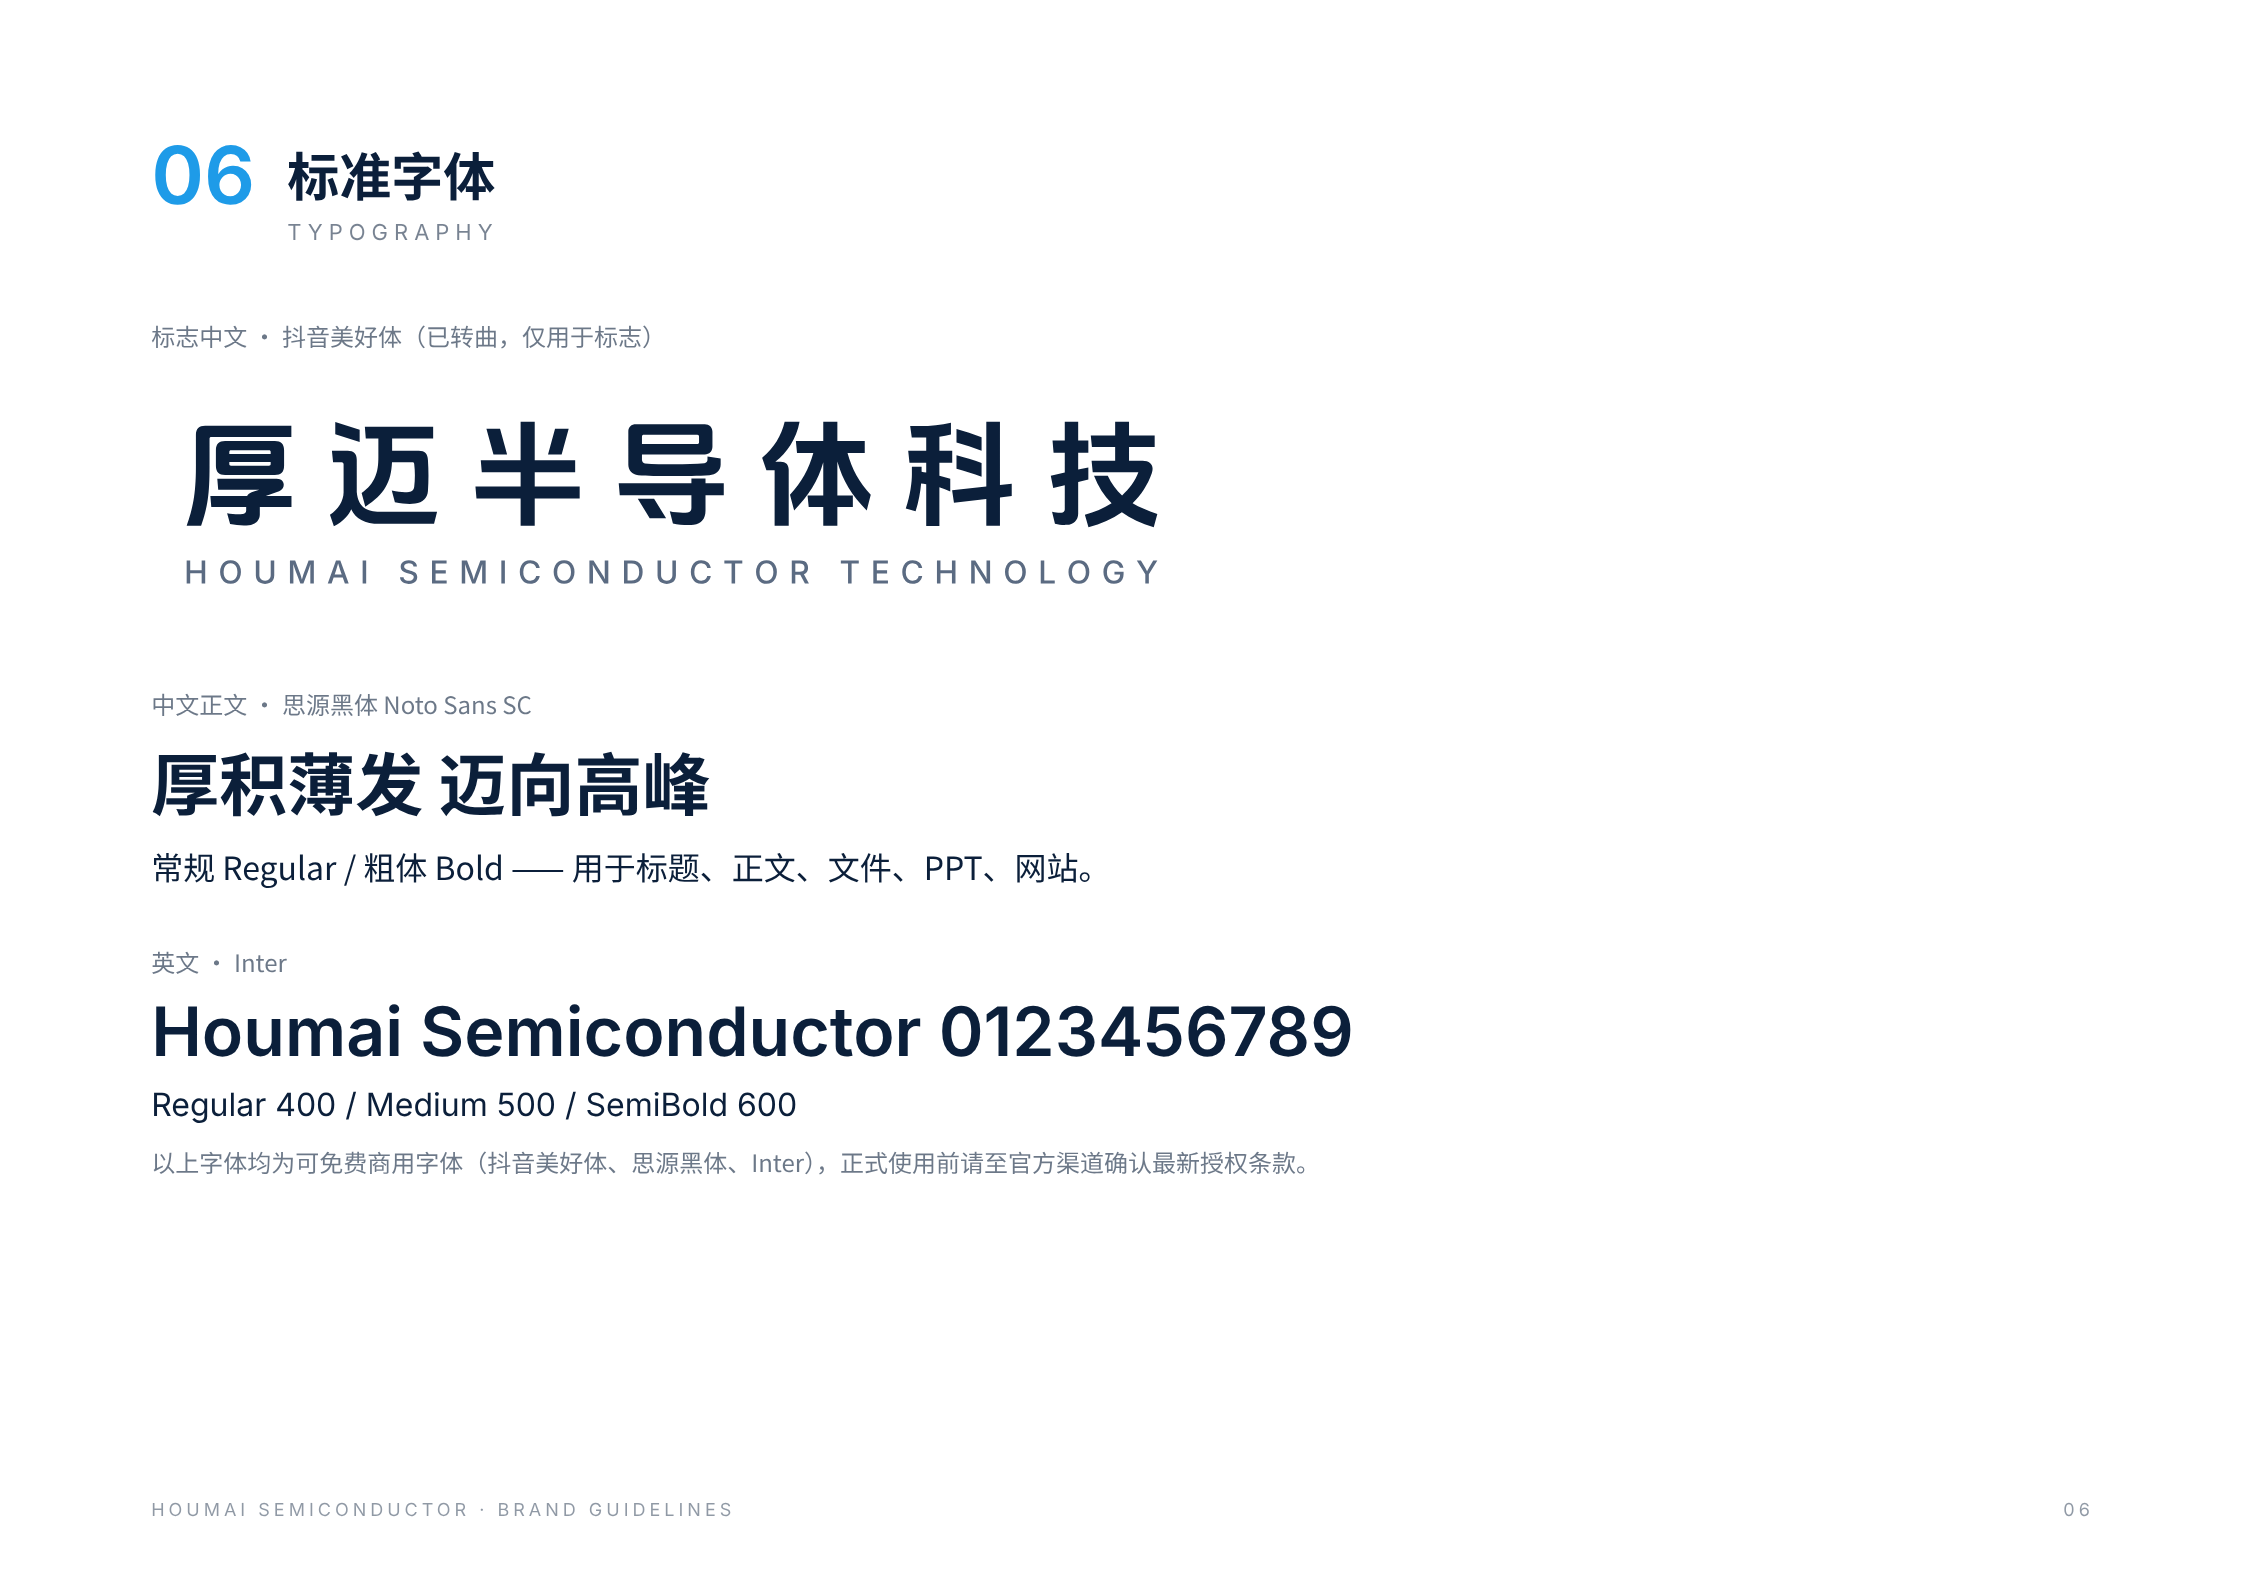 06 标准字体
TYPOGRAPHY
标志中文 · 抖音美好体（已转曲，仅用于标志）
厚迈半导体科技
HOUMAI SEMICONDUCTOR TECHNOLOGY
中文正文 · 思源黑体 Noto Sans SC
厚积薄发 迈向高峰
常规 Regular / 粗体 Bold —— 用于标题、正文、文件、PPT、网站。
英文 · Inter
Houmai Semiconductor 0123456789
Regular 400 / Medium 500 / SemiBold 600
以上字体均为可免费商用字体（抖音美好体、思源黑体、Inter），正式使用前请至官方渠道确认最新授权条款。
HOUMAI SEMICONDUCTOR · BRAND GUIDELINES
06